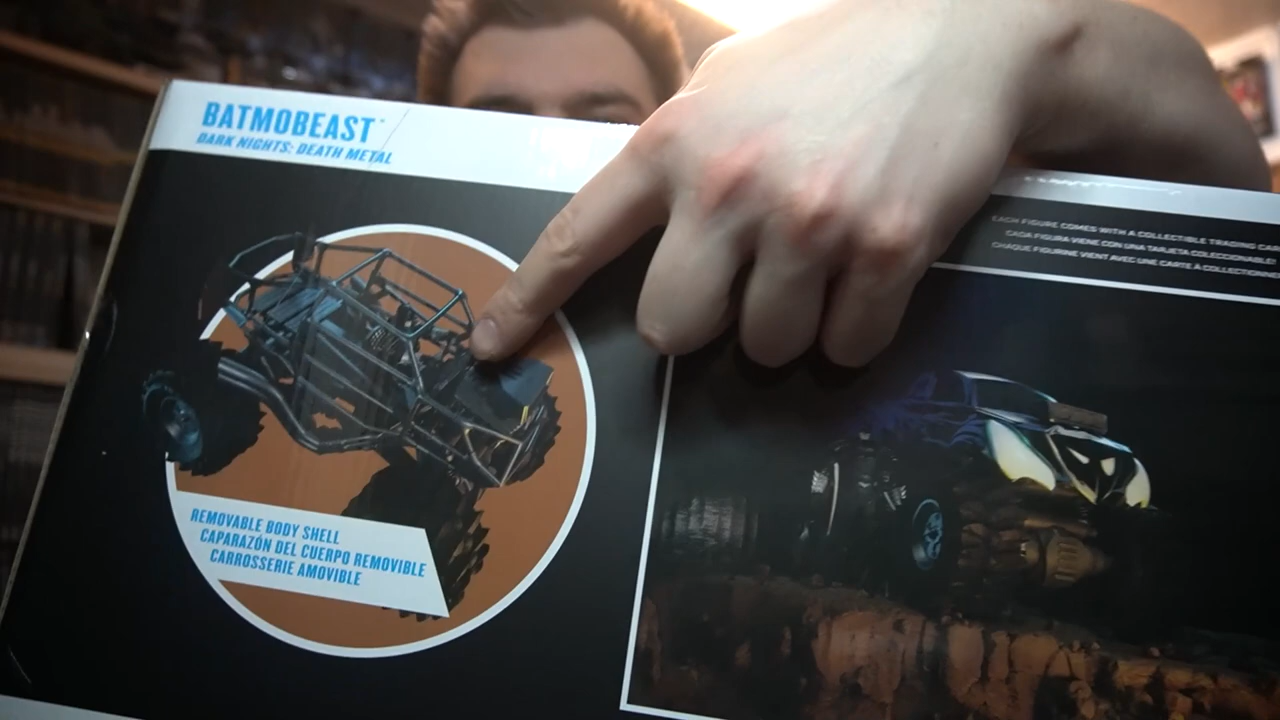 BATMOBEAST™
DARK NIGHTS: DEATH METAL
EACH FIGURE COMES WITH A COLLECTIBLE TRADING
CADA FIGURA VIENE CON UNA TARJETA COLECCIONABLE!
CHAQUE FIGURINE VIENT AVEC UNE CARTE À
REMOVABLE BODY SHELL
CAPARAZÓN DEL CUERPO REMOVIBLE
CARROSSERIE AMOVIBLE